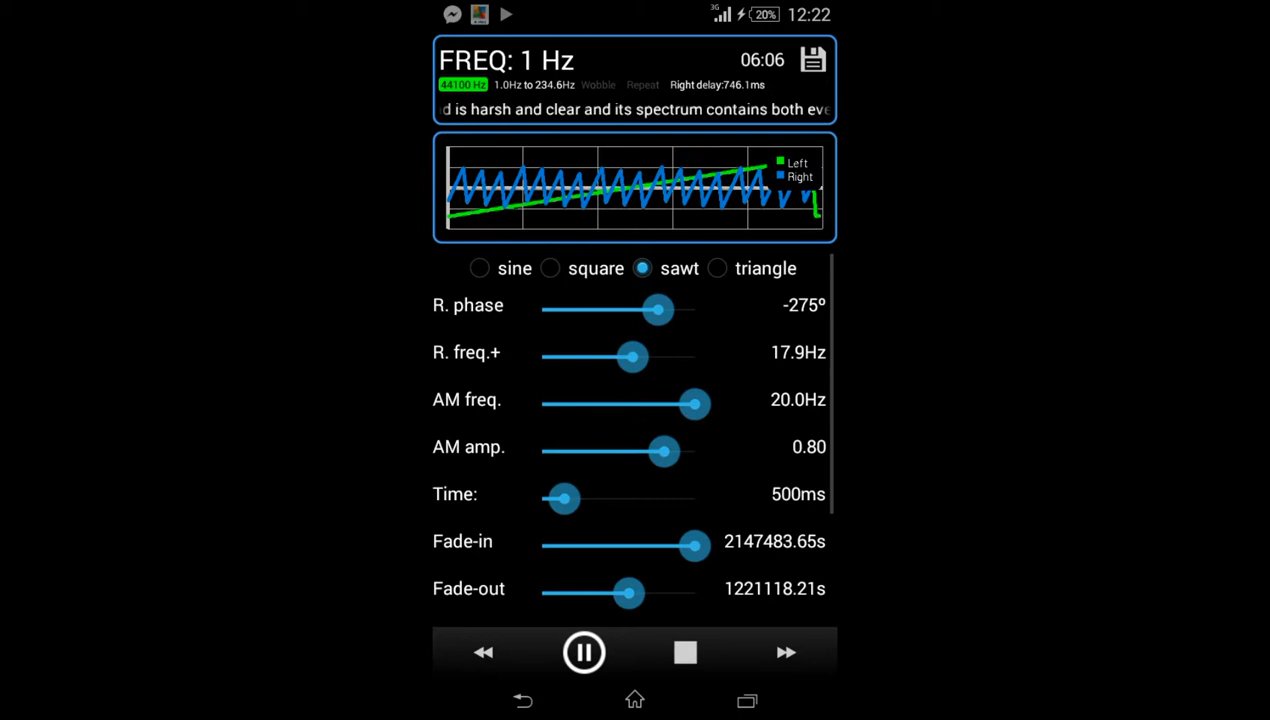 3G 20% 12:22
FREQ: 1 Hz 06:06
44100 Hz 1.0Hz to 234.6Hz Wobble Repeat Right delay:746.1ms
d is harsh and clear and its spectrum contains both eve
Left
Right
sine square sawt triangle
R. phase -275º
R. freq.+ 17.9Hz
AM freq. 20.0Hz
AM amp. 0.80
Time: 500ms
Fade-in 2147483.65s
Fade-out 1221118.21s